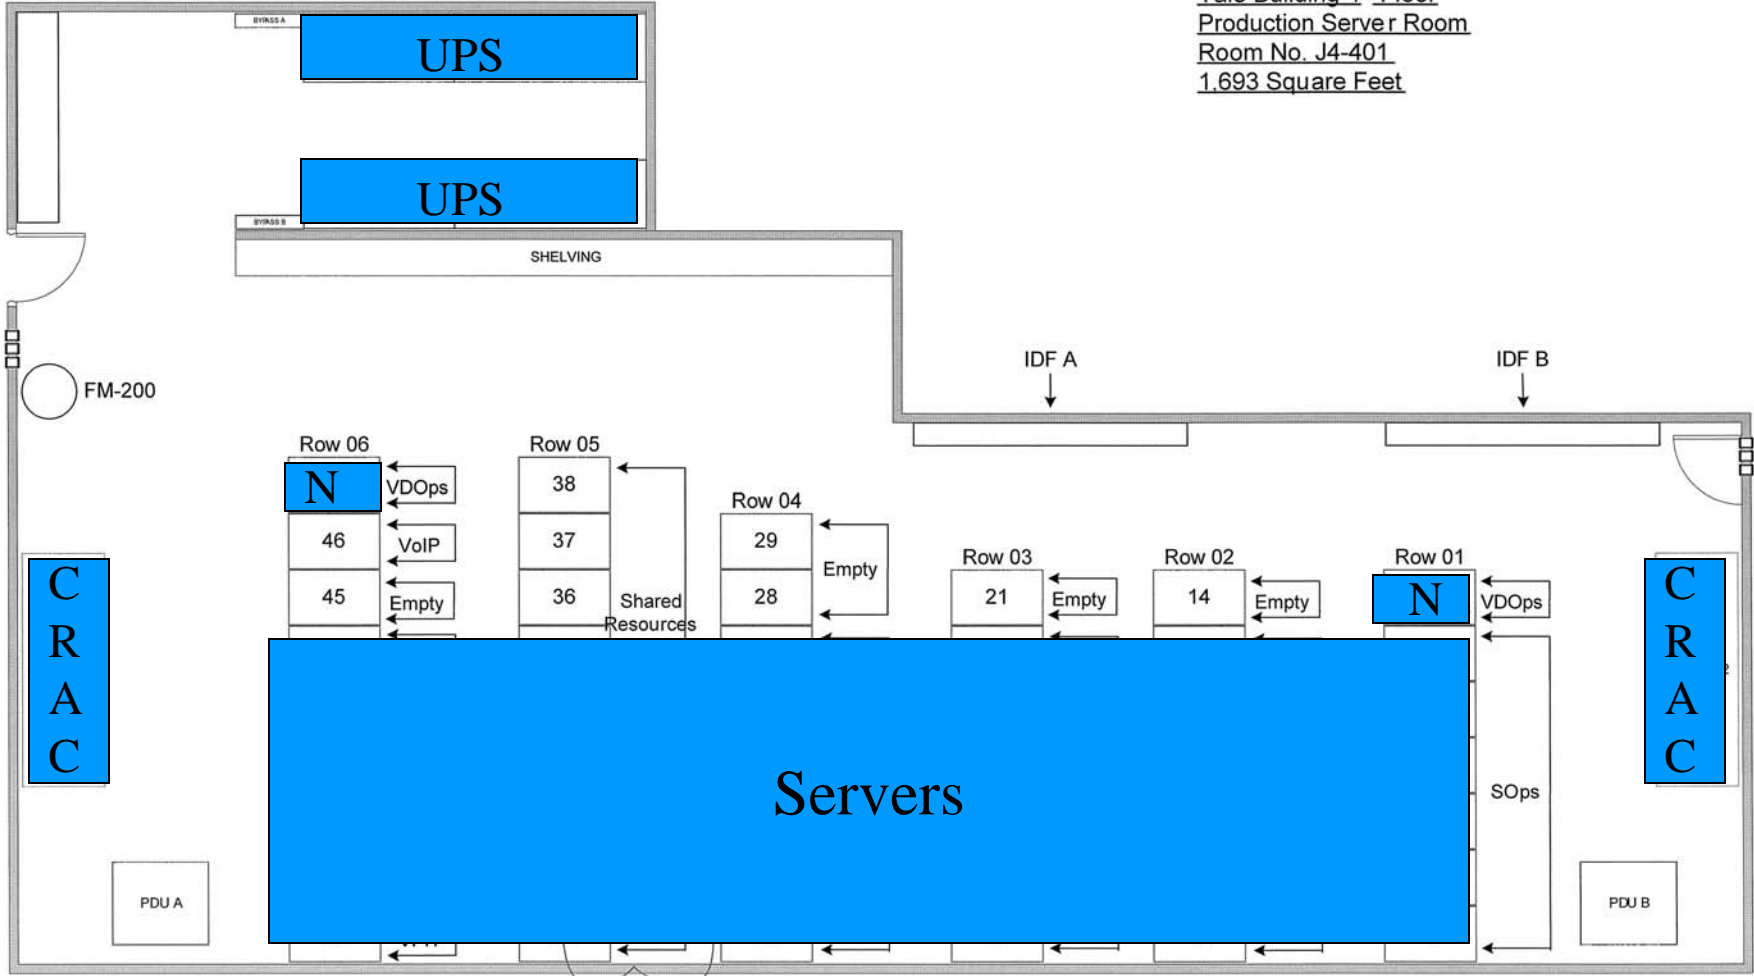 Production Server Room
Room No. J4-401
1,693 Square Feet
BYPASS A
UPS
UPS
BYPASS B
SHELVING
IDF A
IDF B
FM-200
Row 06
Row 05
Row 04
Row 03
Row 02
Row 01
N
VDOps
38
46
VoIP
37
29
Empty
45
Empty
36
Shared
Resources
28
21
Empty
14
Empty
N
VDOps
C
R
A
C
C
R
A
C
Servers
SOps
PDU A
PDU B